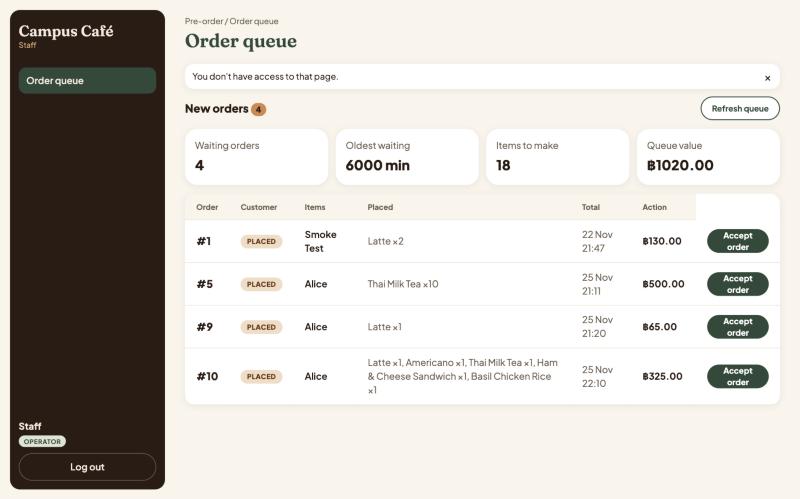 Campus Café
Staff
Order queue
Staff
OPERATOR
Log out
Pre-order / Order queue
Order queue
You don't have access to that page. ×
New orders 4 Refresh queue
Waiting orders Oldest waiting Items to make Queue value
4 6000 min 18 ฿1020.00
Order Customer Items Placed Total Action
#1 PLACED Smoke Test Latte ×2 22 Nov 21:47 ฿130.00 Accept order
#5 PLACED Alice Thai Milk Tea ×10 25 Nov 21:11 ฿500.00 Accept order
#9 PLACED Alice Latte ×1 25 Nov 21:20 ฿65.00 Accept order
#10 PLACED Alice Latte ×1, Americano ×1, Thai Milk Tea ×1, Ham & Cheese Sandwich ×1, Basil Chicken Rice ×1 25 Nov 22:10 ฿325.00 Accept order